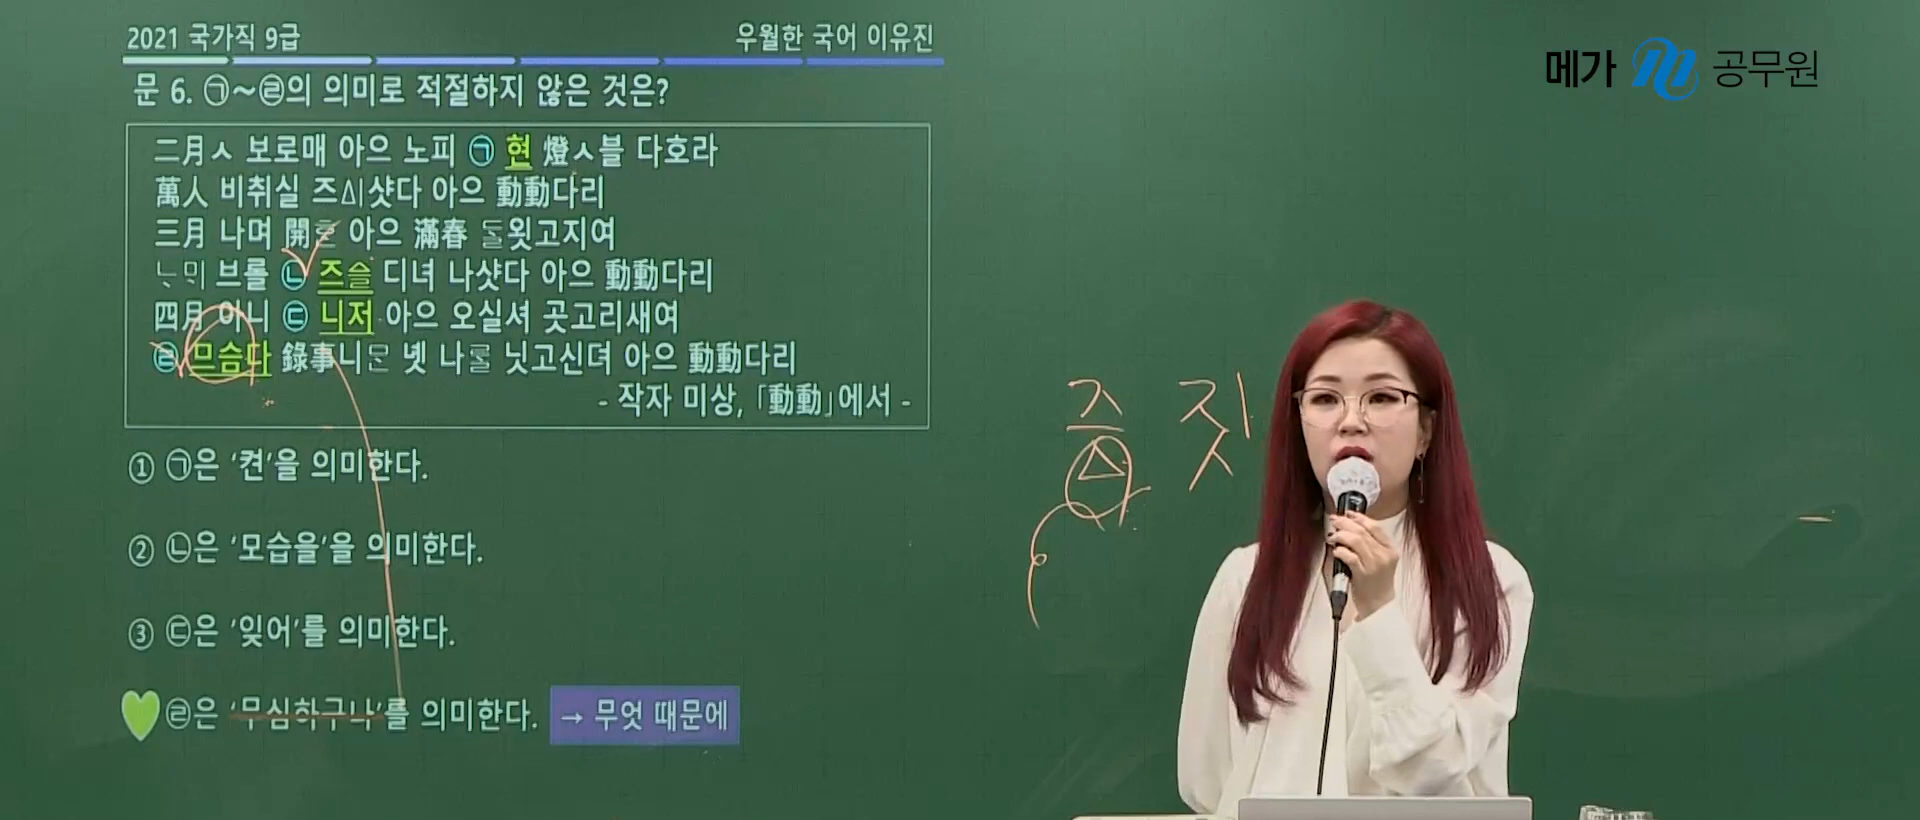 2021 국가직 9급
우월한 국어 이유진
메가 공무원
문 6. ㉠~㉣의 의미로 적절하지 않은 것은?
二月ㅅ 보로매 아으 노피 ㉠ 현 燈ㅅ블 다호라
萬人 비취실 즈ᅀᅵ샷다 아으 動動다리
三月 나며 開ᄒᆞᆫ 아으 滿春 ᄃᆞᆯ욋고지여
ᄂᆞᄆᆡ 브롤 ㉡ 즈슬 디녀 나샷다 아으 動動다리
四月 아니 ㉢ 니저 아으 오실셔 곳고리새여
㉣ 므슴다 錄事니ᄆᆞᆫ 녯 나ᄅᆞᆯ 닛고신뎌 아으 動動다리
- 작자 미상, 「動動」에서 -
즈 짓
ㅿ
① ㉠은 ‘켠’을 의미한다.
② ㉡은 ‘모습을’을 의미한다.
③ ㉢은 ‘잊어’를 의미한다.
㉣은 ‘무심하구나’를 의미한다. → 무엇 때문에